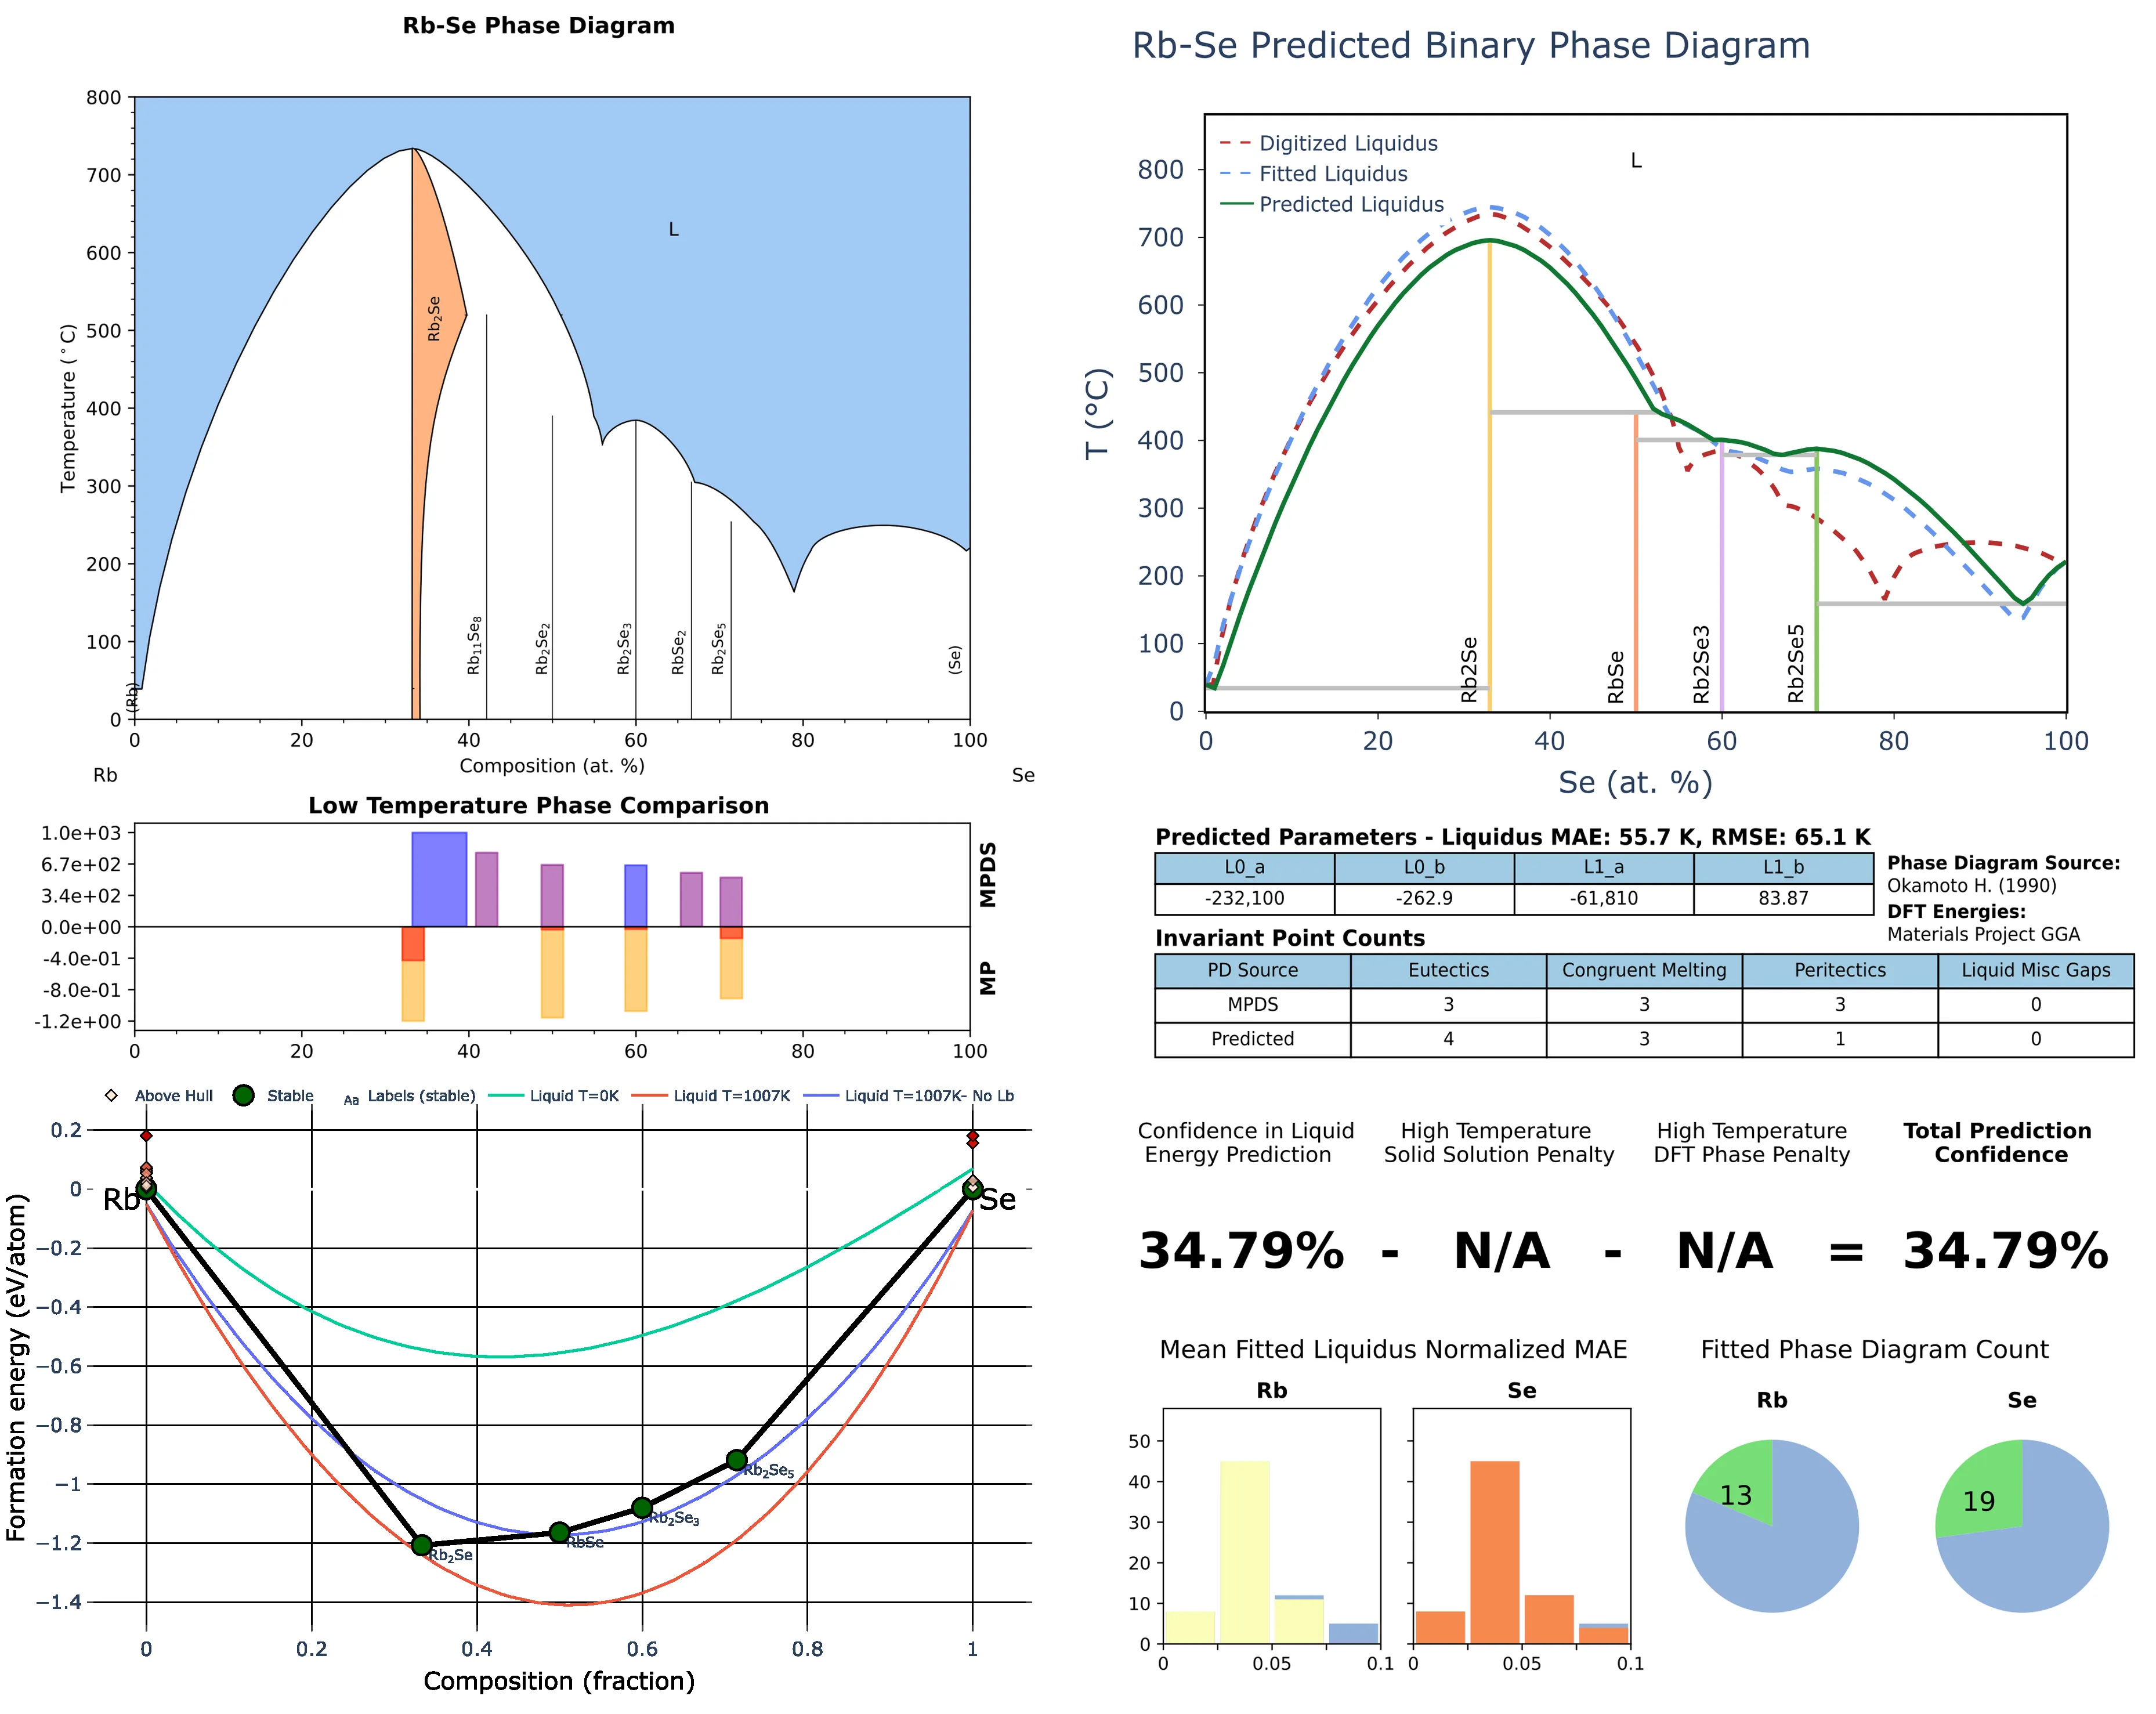 Rb-Se Phase Diagram
800
700
600
500
400
300
200
100
0
Temperature (°C)
L
Rb₂Se
Rb₁₁Se₈
Rb₂Se₂
Rb₂Se₃
RbSe₂
Rb₂Se₅
(Se)
(Rb)
0 20 40 60 80 100
Composition (at. %)
Rb Se
Low Temperature Phase Comparison
1.0e+03
6.7e+02
3.4e+02
0.0e+00
-4.0e-01
-8.0e-01
-1.2e+00
MPDS
MP
0 20 40 60 80 100
Above Hull Stable Aa Labels (stable) Liquid T=0K Liquid T=1007K Liquid T=1007K- No Lb
0.2
0
−0.2
−0.4
−0.6
−0.8
−1
−1.2
−1.4
Formation energy (eV/atom)
Rb
Se
Rb₂Se
RbSe
Rb₂Se₃
Rb₂Se₅
0 0.2 0.4 0.6 0.8 1
Composition (fraction)
Rb-Se Predicted Binary Phase Diagram
Digitized Liquidus
Fitted Liquidus
Predicted Liquidus
L
800
700
600
500
400
300
200
100
0
T (°C)
Rb2Se
RbSe
Rb2Se3
Rb2Se5
0 20 40 60 80 100
Se (at. %)
Predicted Parameters - Liquidus MAE: 55.7 K, RMSE: 65.1 K
L0_a L0_b L1_a L1_b
-232,100 -262.9 -61,810 83.87
Phase Diagram Source:
Okamoto H. (1990)
DFT Energies:
Materials Project GGA
Invariant Point Counts
PD Source Eutectics Congruent Melting Peritectics Liquid Misc Gaps
MPDS 3 3 3 0
Predicted 4 3 1 0
Confidence in Liquid
Energy Prediction
High Temperature
Solid Solution Penalty
High Temperature
DFT Phase Penalty
Total Prediction
Confidence
34.79% - N/A - N/A = 34.79%
Mean Fitted Liquidus Normalized MAE
Rb Se
50
40
30
20
10
0
0 0.05 0.1
0 0.05 0.1
Fitted Phase Diagram Count
Rb Se
13 19